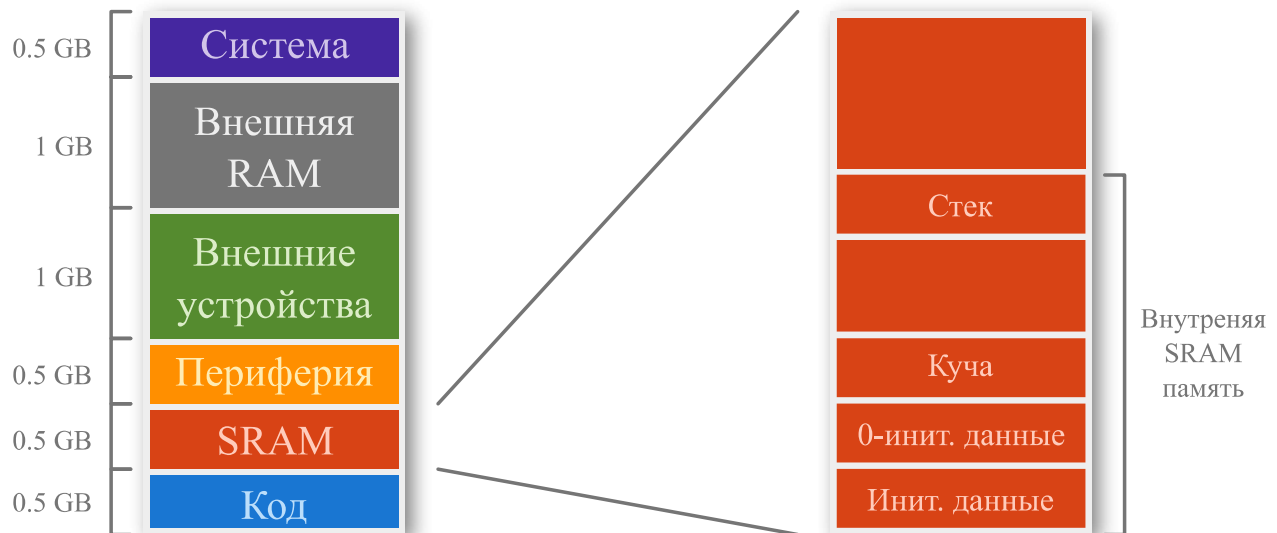 0.5 GB
Система
1 GB
Внешняя
RAM
1 GB
Внешние
устройства
0.5 GB
Периферия
0.5 GB
SRAM
0.5 GB
Код
Стек
Куча
0-инит. данные
Инит. данные
Внутреняя
SRAM
память